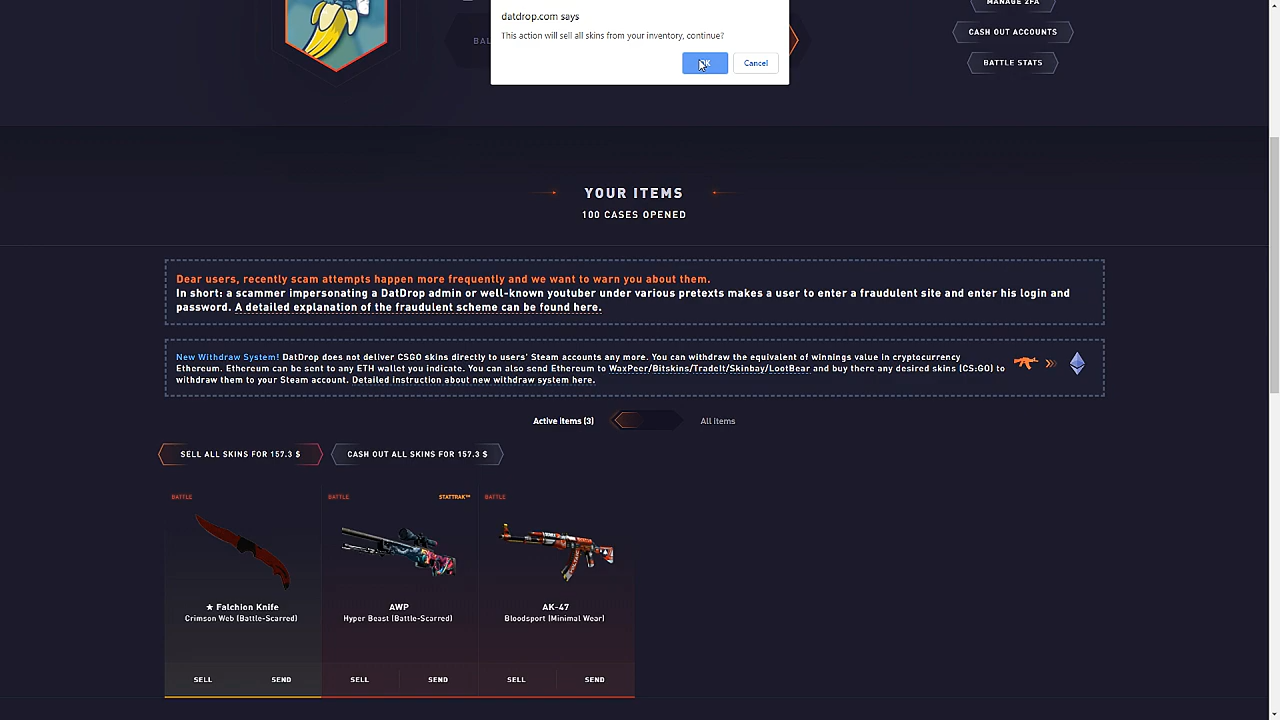 datdrop.com says
This action will sell all skins from your inventory, continue?
OK
Cancel
MANAGE 2FA
CASH OUT ACCOUNTS
BATTLE STATS
BAL
YOUR ITEMS
100 CASES OPENED
Dear users, recently scam attempts happen more frequently and we want to warn you about them.
In short: a scammer impersonating a DatDrop admin or well-known youtuber under various pretexts makes a user to enter a fraudulent site and enter his login and
password. A detailed explanation of the fraudulent scheme can be found here.
New Withdraw System! DatDrop does not deliver CSGO skins directly to users' Steam accounts any more. You can withdraw the equivalent of winnings value in cryptocurrency
Ethereum. Ethereum can be sent to any ETH wallet you indicate. You can also send Ethereum to WaxPeer/Bitskins/TradeIt/Skinbay/LootBear and buy there any desired skins (CS:GO) to
withdraw them to your Steam account. Detailed instruction about new withdraw system here.
Active items (3)
All items
SELL ALL SKINS FOR 157.3 $
CASH OUT ALL SKINS FOR 157.3 $
BATTLE
BATTLE
STATTRAK™
BATTLE
★ Falchion Knife
Crimson Web (Battle-Scarred)
AWP
Hyper Beast (Battle-Scarred)
AK-47
Bloodsport (Minimal Wear)
SELL
SEND
SELL
SEND
SELL
SEND